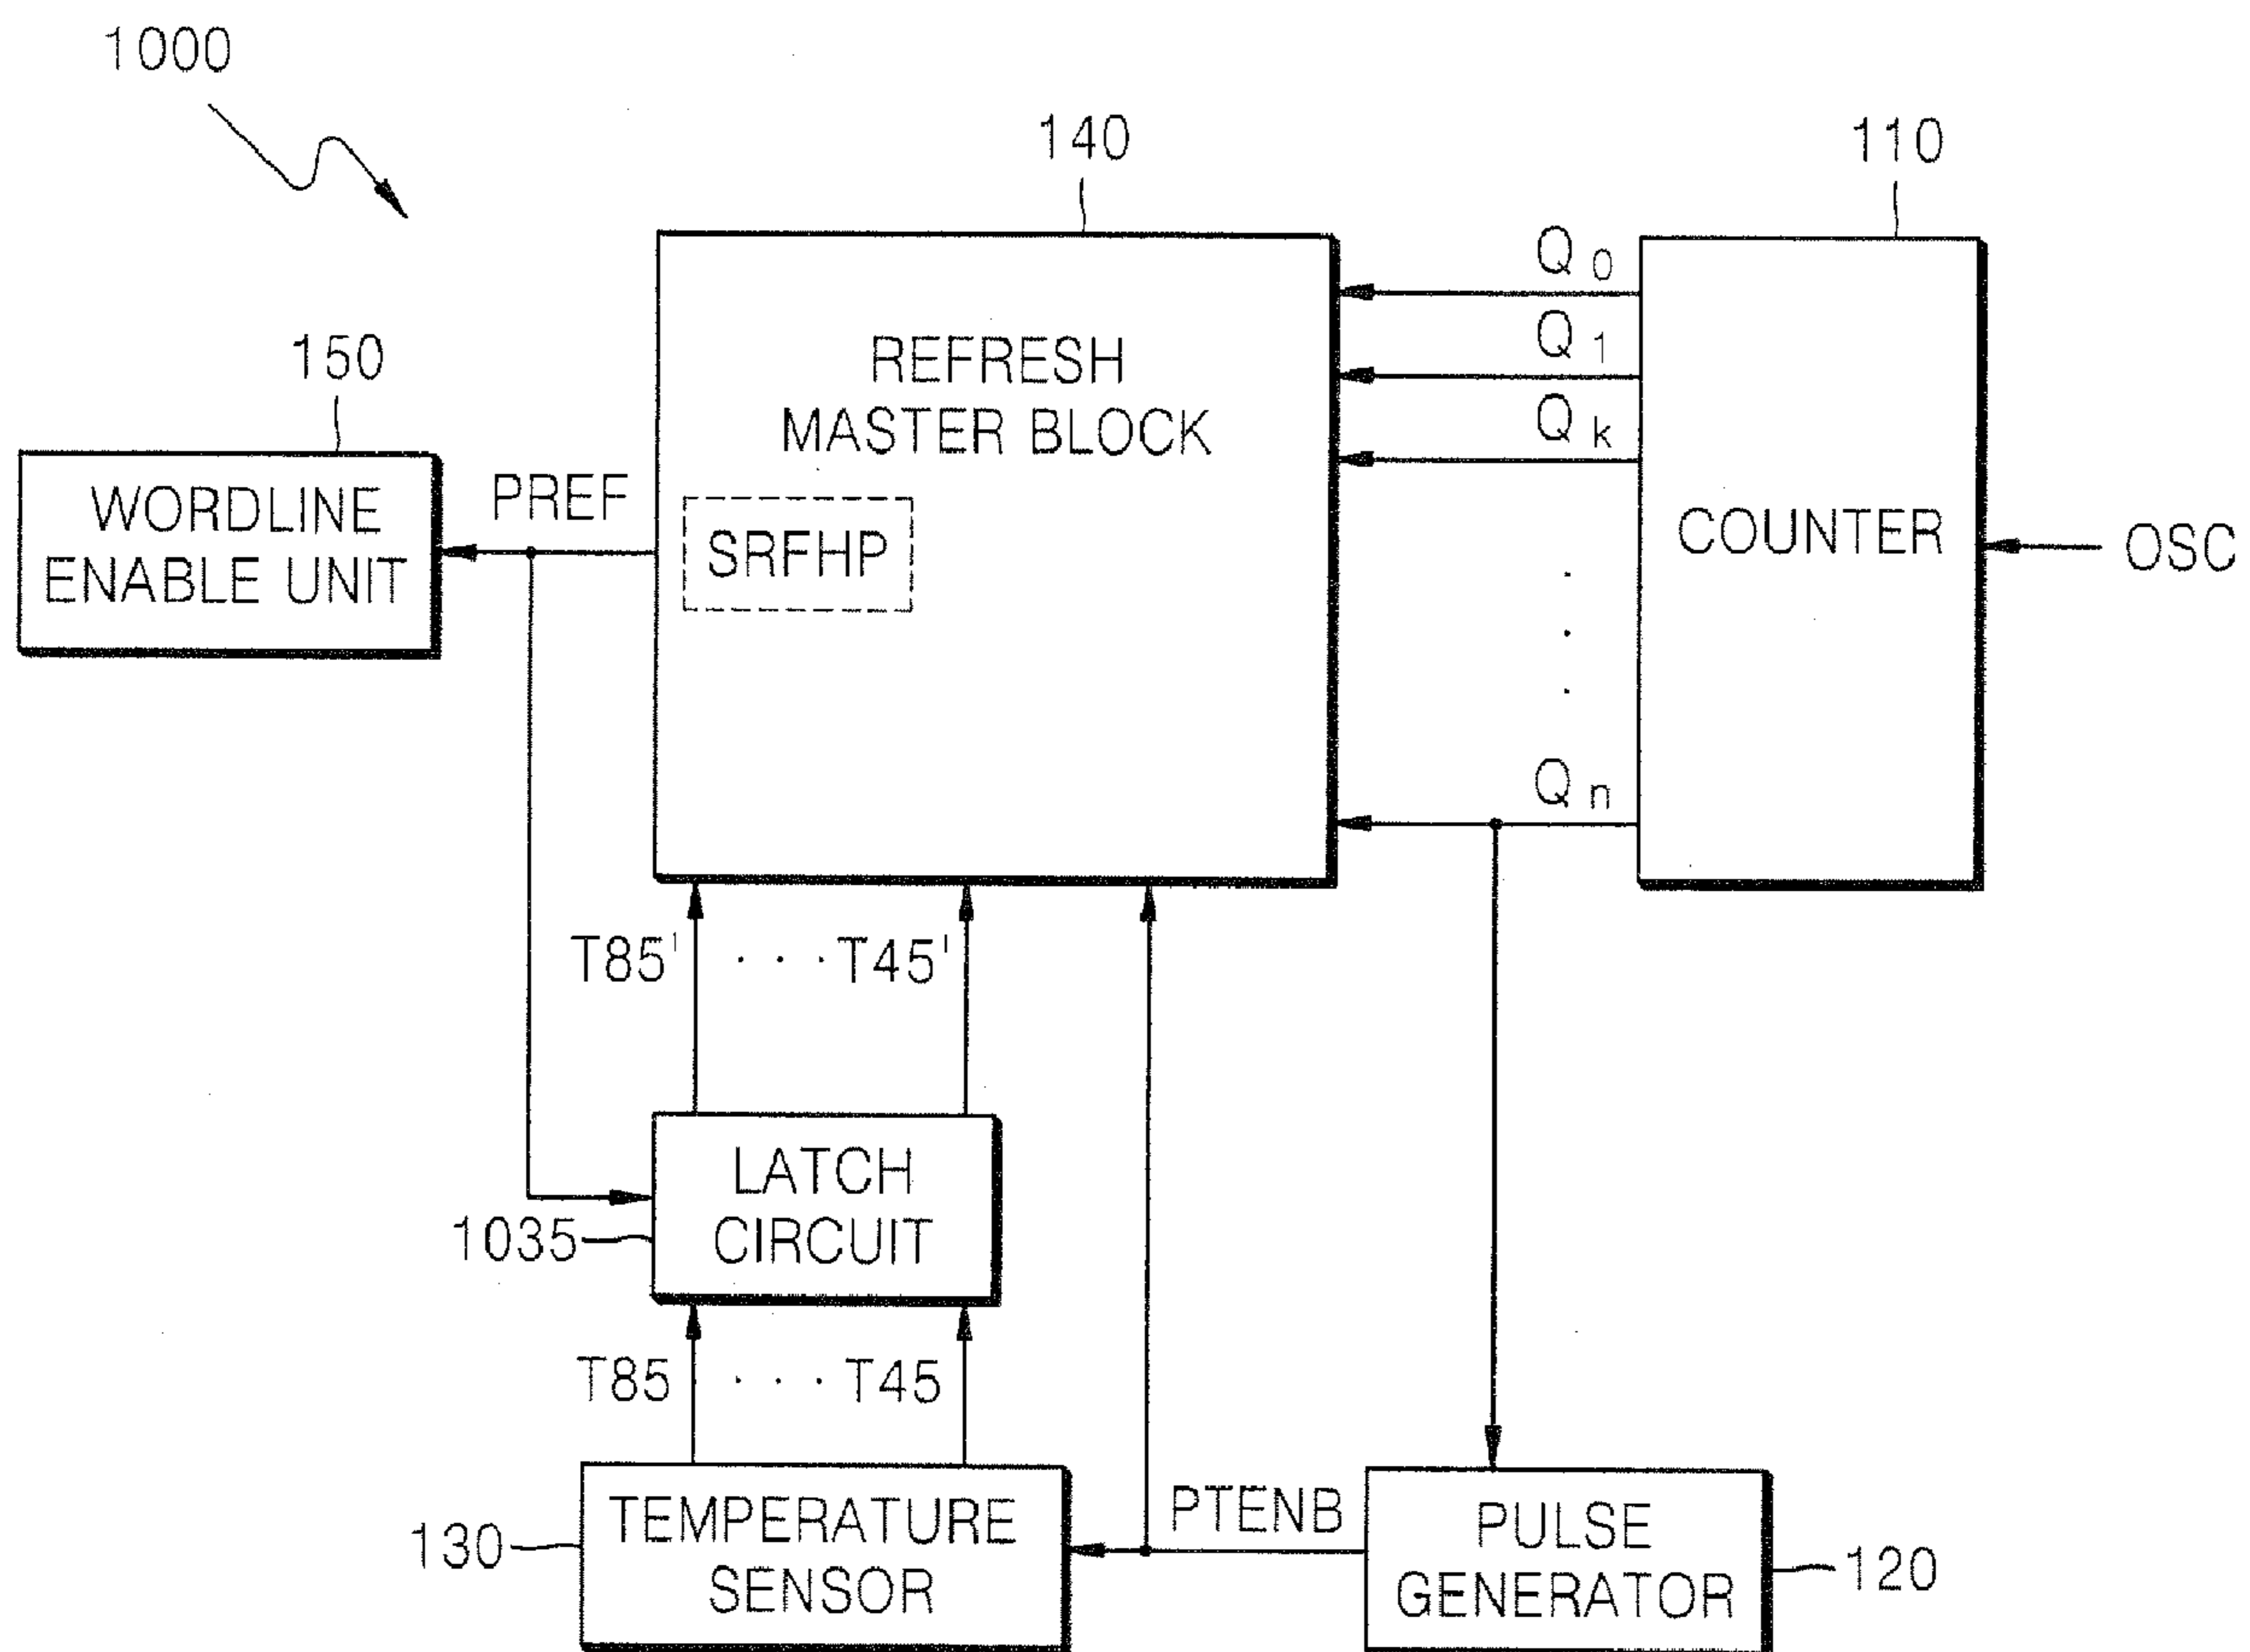 1000
140
110
Q0
150
REFRESH
MASTER BLOCK
Q1
Qk
WORDLINE
ENABLE UNIT
PREF
SRFHP
COUNTER
OSC
.
.
.
Qn
T85' . . . T45'
LATCH
CIRCUIT
1035
T85 . . . T45
TEMPERATURE
SENSOR
130
PTENB
PULSE
GENERATOR
120